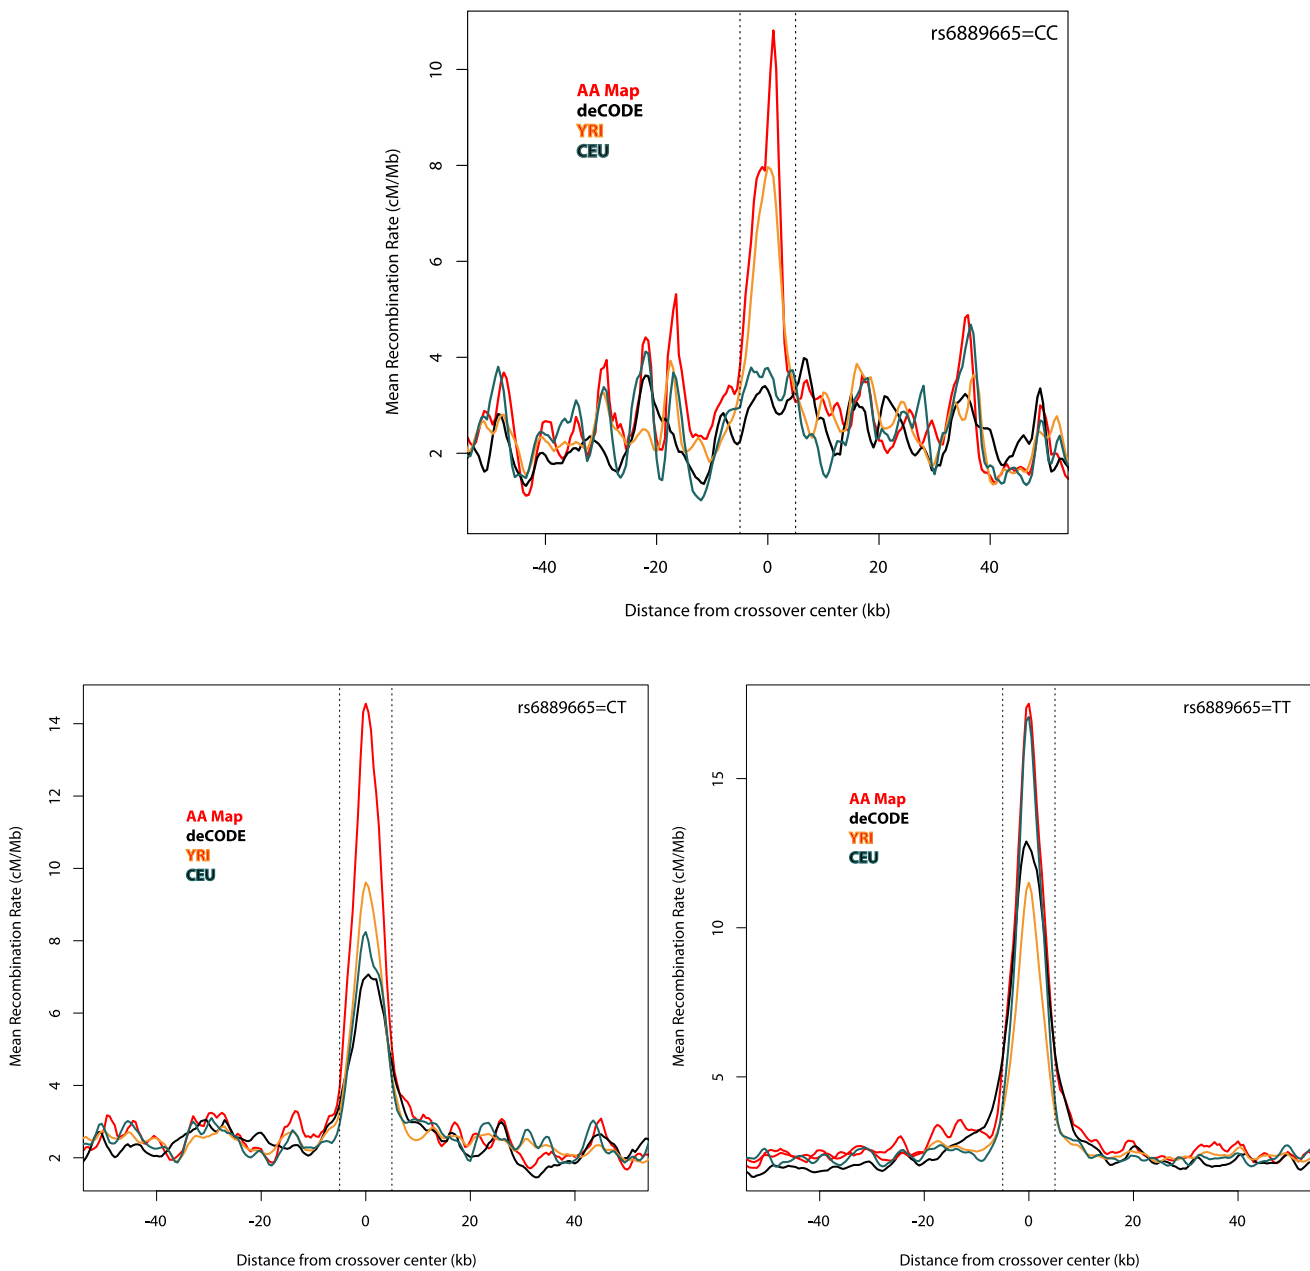 rs6889665=CC
AA Map
deCODE
YRI
CEU
Mean Recombination Rate (cM/Mb)
10
8
6
4
2
-40 -20 0 20 40
Distance from crossover center (kb)
rs6889665=CT
AA Map
deCODE
YRI
CEU
Mean Recombination Rate (cM/Mb)
14
12
10
8
6
4
2
-40 -20 0 20 40
Distance from crossover center (kb)
rs6889665=TT
AA Map
deCODE
YRI
CEU
Mean Recombination Rate (cM/Mb)
15
10
5
-40 -20 0 20 40
Distance from crossover center (kb)